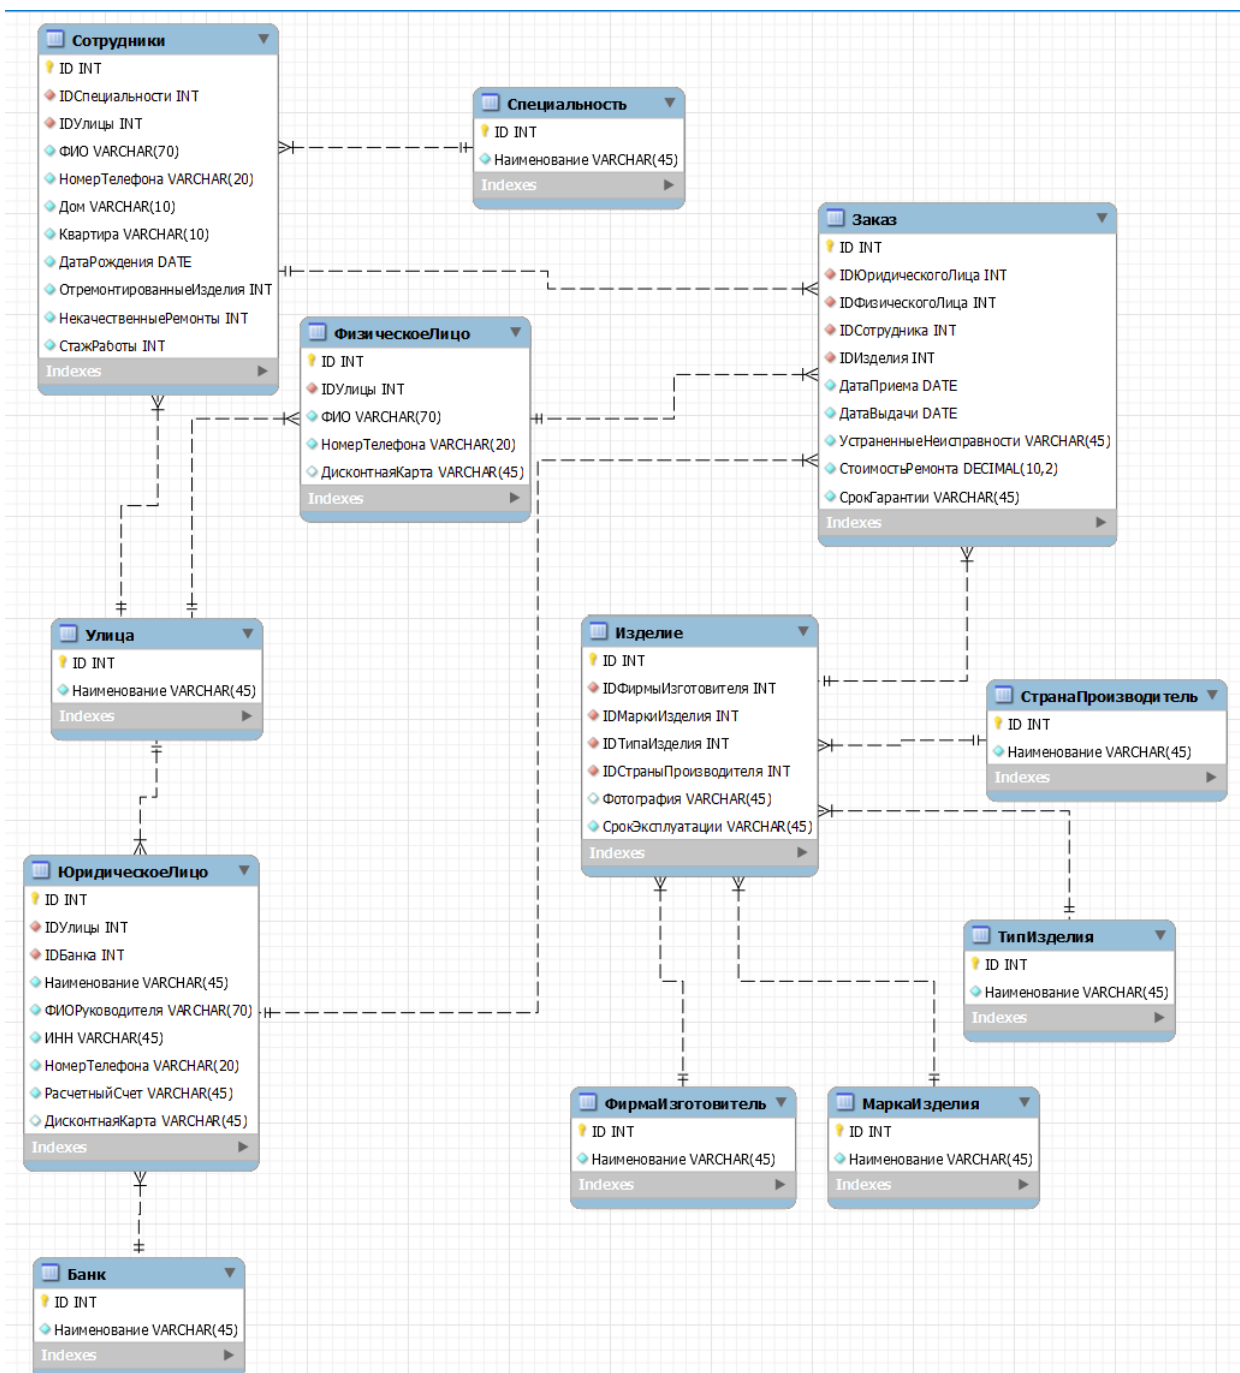 Сотрудники
ID INT
IDСпециальности INT
IDУлицы INT
ФИО VARCHAR(70)
НомерТелефона VARCHAR(20)
Дом VARCHAR(10)
Квартира VARCHAR(10)
ДатаРождения DATE
ОтремонтированныеИзделия INT
НекачественныеРемонты INT
СтажРаботы INT
Indexes
Специальность
ID INT
Наименование VARCHAR(45)
Indexes
Заказ
ID INT
IDЮридическогоЛица INT
IDФизическогоЛица INT
IDСотрудника INT
IDИзделия INT
ДатаПриема DATE
ДатаВыдачи DATE
УстраненныеНеисправности VARCHAR(45)
СтоимостьРемонта DECIMAL(10,2)
СрокГарантии VARCHAR(45)
Indexes
ФизическоеЛицо
ID INT
IDУлицы INT
ФИО VARCHAR(70)
НомерТелефона VARCHAR(20)
ДисконтнаяКарта VARCHAR(45)
Indexes
Улица
ID INT
Наименование VARCHAR(45)
Indexes
Изделие
ID INT
IDФирмыИзготовителя INT
IDМаркиИзделия INT
IDТипаИзделия INT
IDСтраныПроизводителя INT
Фотография VARCHAR(45)
СрокЭксплуатации VARCHAR(45)
Indexes
СтранаПроизводитель
ID INT
Наименование VARCHAR(45)
Indexes
ЮридическоеЛицо
ID INT
IDУлицы INT
IDБанка INT
Наименование VARCHAR(45)
ФИОРуководителя VARCHAR(70)
ИНН VARCHAR(45)
НомерТелефона VARCHAR(20)
РасчетныйСчет VARCHAR(45)
ДисконтнаяКарта VARCHAR(45)
Indexes
ТипИзделия
ID INT
Наименование VARCHAR(45)
Indexes
ФирмаИзготовитель
ID INT
Наименование VARCHAR(45)
Indexes
МаркаИзделия
ID INT
Наименование VARCHAR(45)
Indexes
Банк
ID INT
Наименование VARCHAR(45)
Indexes